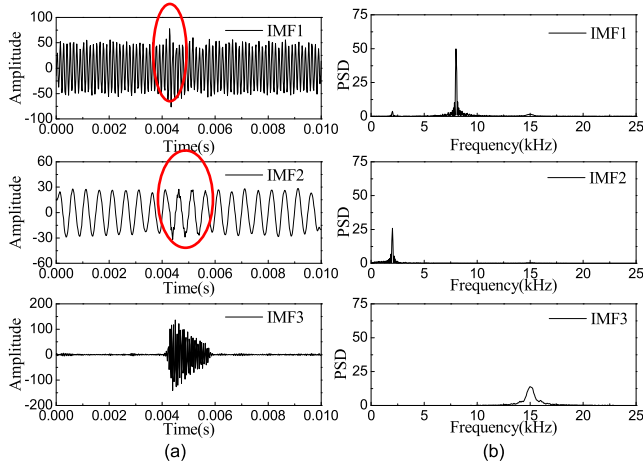 100
50
0
-50
-100
Amplitude
IMF1
0.000 0.002 0.004 0.006 0.008 0.010
Time(s)
75
50
25
0
PSD
IMF1
0 5 10 15 20 25
Frequency(kHz)
60
30
0
-30
-60
Amplitude
IMF2
0.000 0.002 0.004 0.006 0.008 0.010
Time(s)
75
50
25
0
PSD
IMF2
0 5 10 15 20 25
Frequency(kHz)
200
100
0
-100
-200
Amplitude
IMF3
0.000 0.002 0.004 0.006 0.008 0.010
Time(s)
75
50
25
0
PSD
IMF3
0 5 10 15 20 25
Frequency(kHz)
(a)
(b)